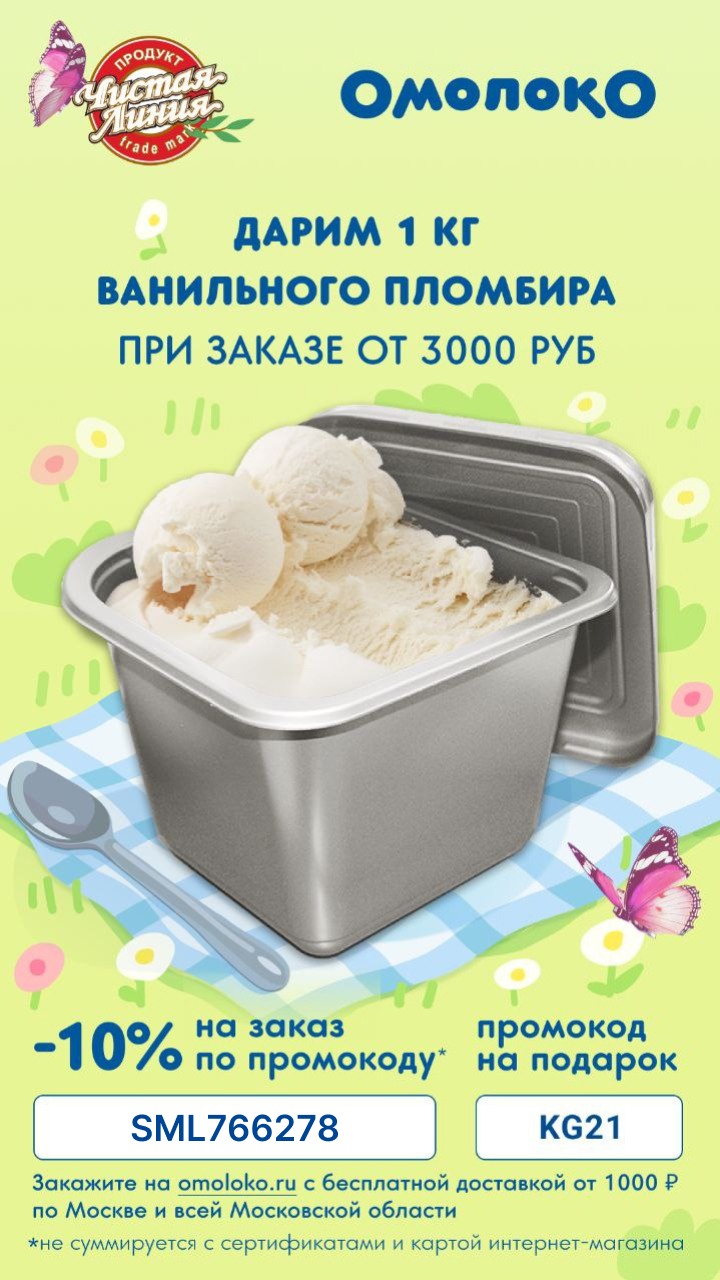 ПРОДУКТ
Чистая
Линия
trade mark
ОмолокО
ДАРИМ 1 КГ
ВАНИЛЬНОГО ПЛОМБИРА
ПРИ ЗАКАЗЕ ОТ 3000 РУБ
-10% на заказ
по промокоду*
промокод
на подарок
SML766278
KG21
Закажите на omoloko.ru с бесплатной доставкой от 1000 ₽
по Москве и всей Московской области
*не суммируется с сертификатами и картой интернет-магазина